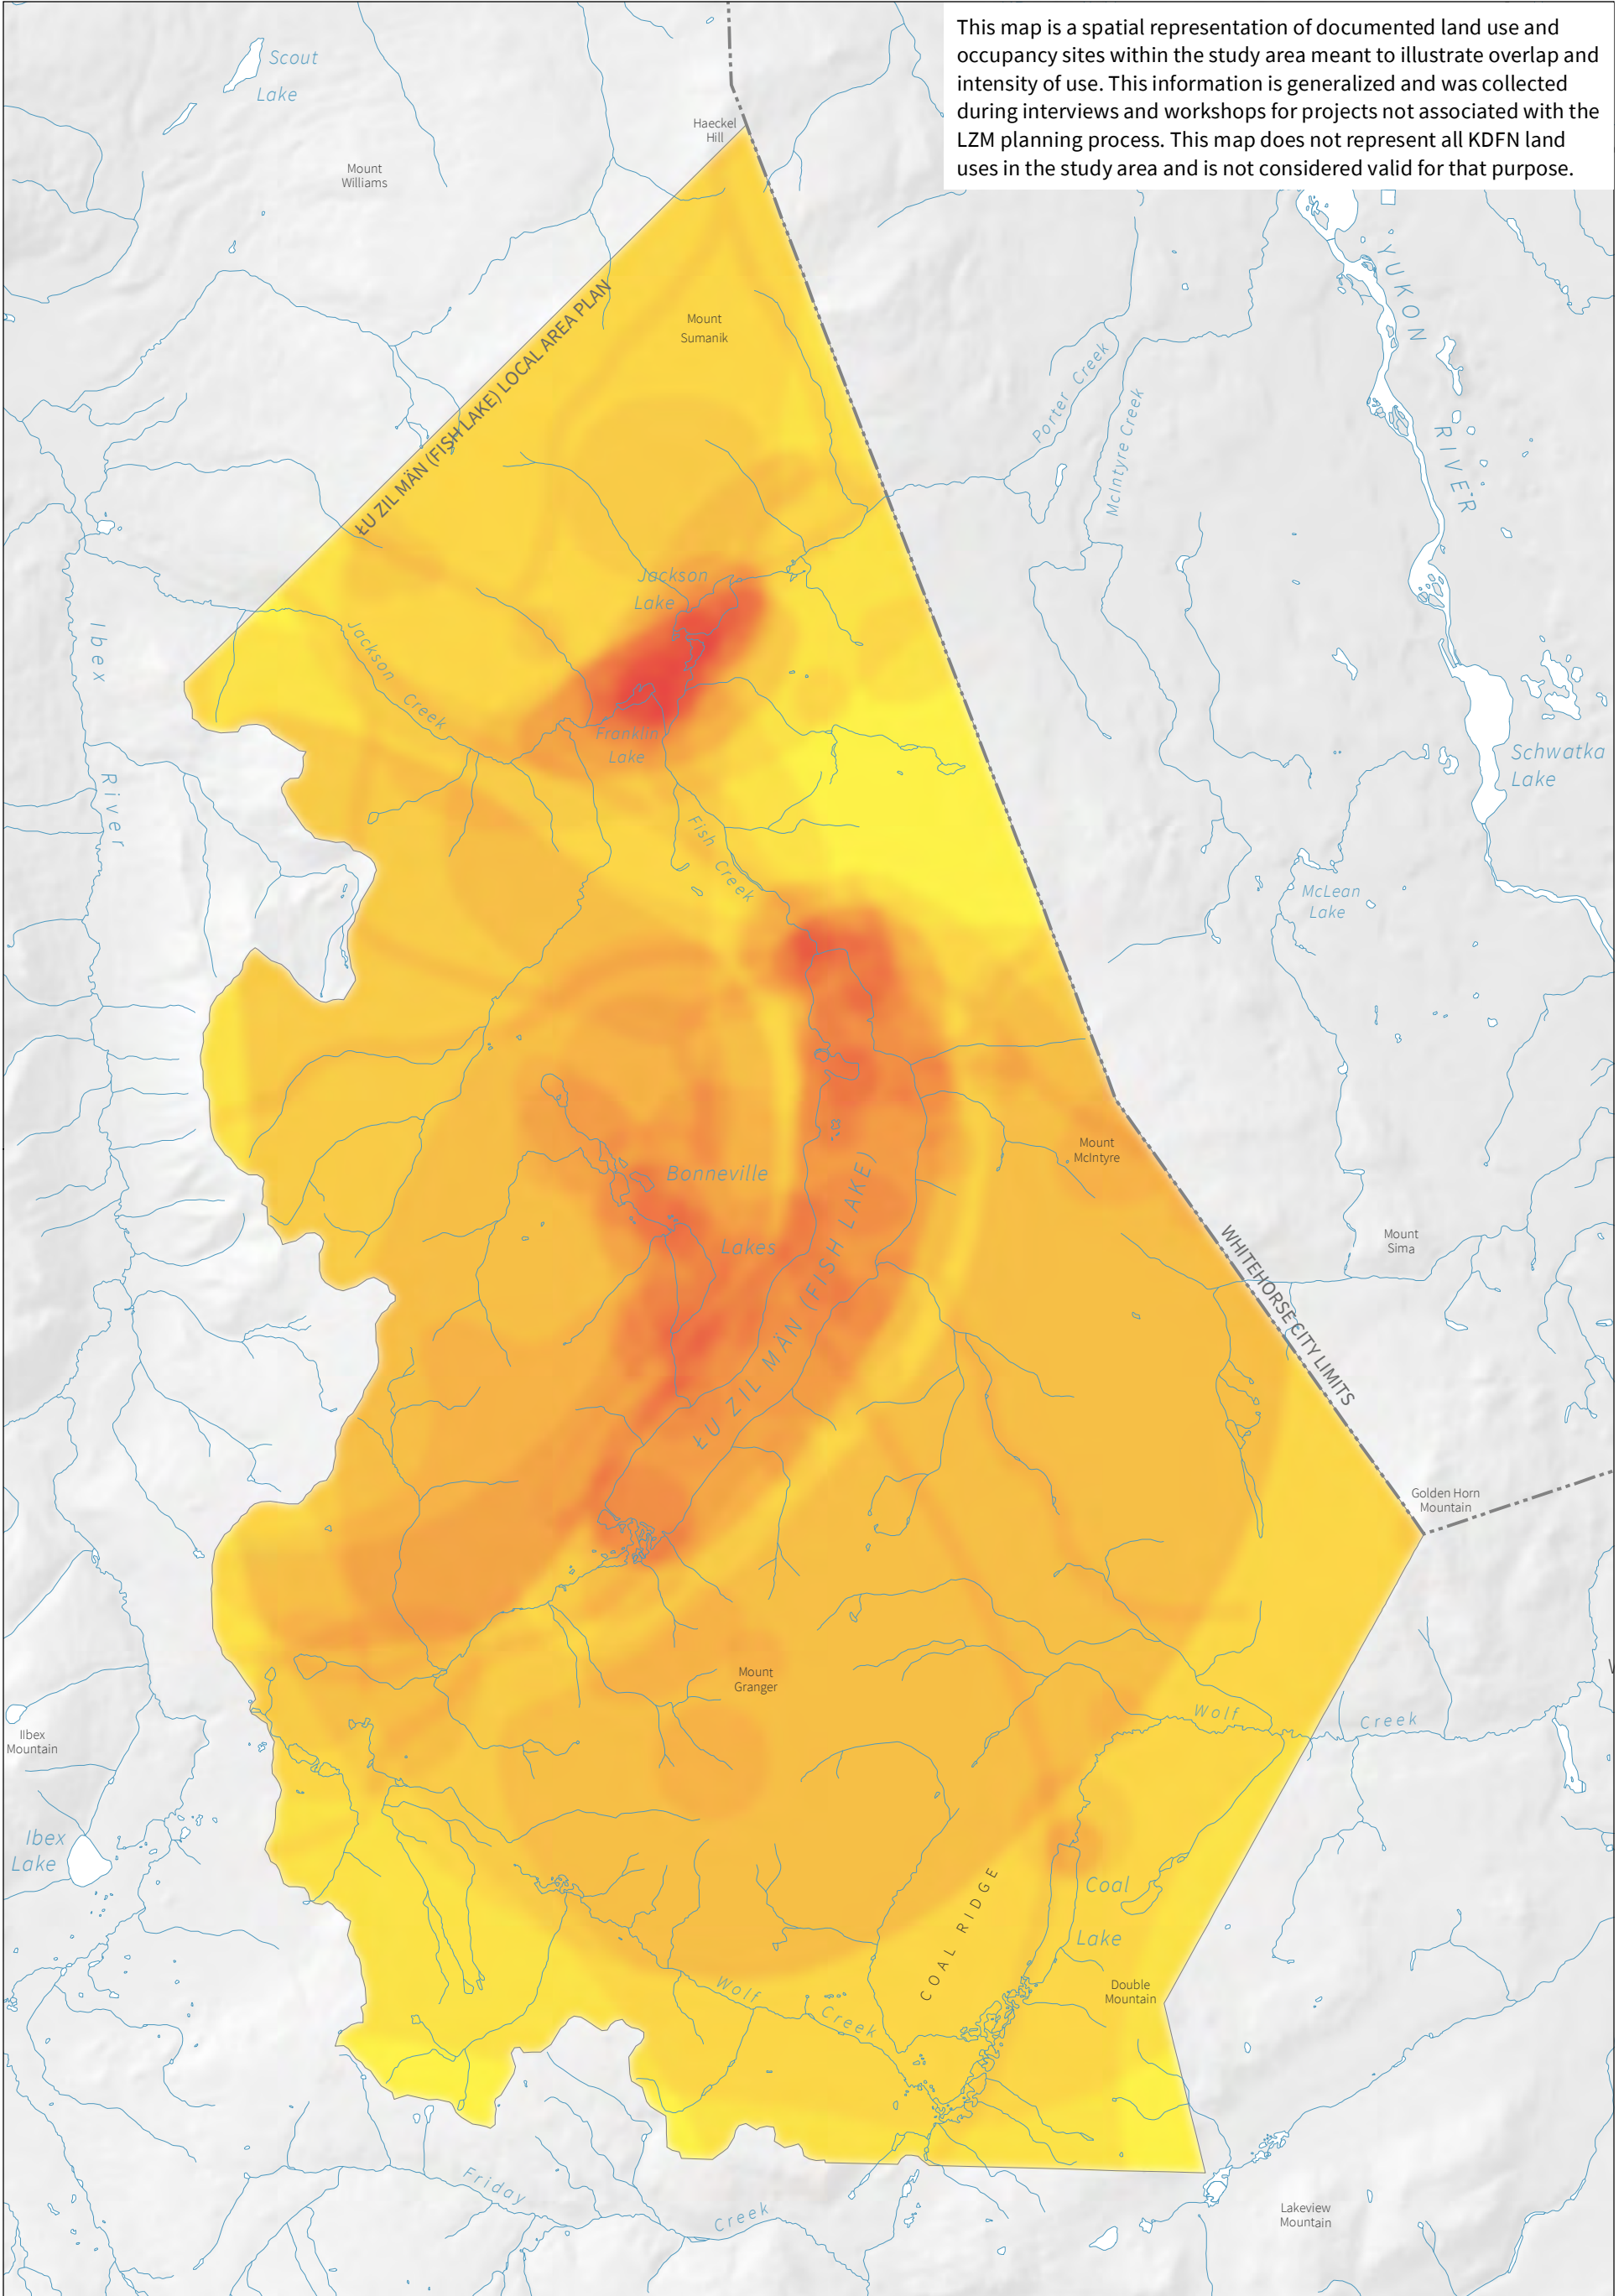 This map is a spatial representation of documented land use and
occupancy sites within the study area meant to illustrate overlap and
intensity of use. This information is generalized and was collected
during interviews and workshops for projects not associated with the
LZM planning process. This map does not represent all KDFN land
uses in the study area and is not considered valid for that purpose.
Scout
Lake
Haeckel
Hill
Mount
Williams
YUKON
RIVER
Mount
Sumanik
ŁU ZIL MÄN (FISH LAKE) LOCAL AREA PLAN
Porter Creek
McIntyre Creek
Jackson
Lake
Ibex
River
Jackson Creek
Franklin
Lake
Schwatka
Lake
Fish Creek
McLean
Lake
Mount
McIntyre
Bonneville
Lakes
ŁU ZIL MÄN (FISH LAKE)
Mount
Sima
WHITEHORSE CITY LIMITS
Golden Horn
Mountain
Mount
Granger
Wolf
Creek
Ibex
Mountain
Ibex
Lake
COAL RIDGE
Coal
Lake
Double
Mountain
Wolf
Creek
Friday
Creek
Lakeview
Mountain